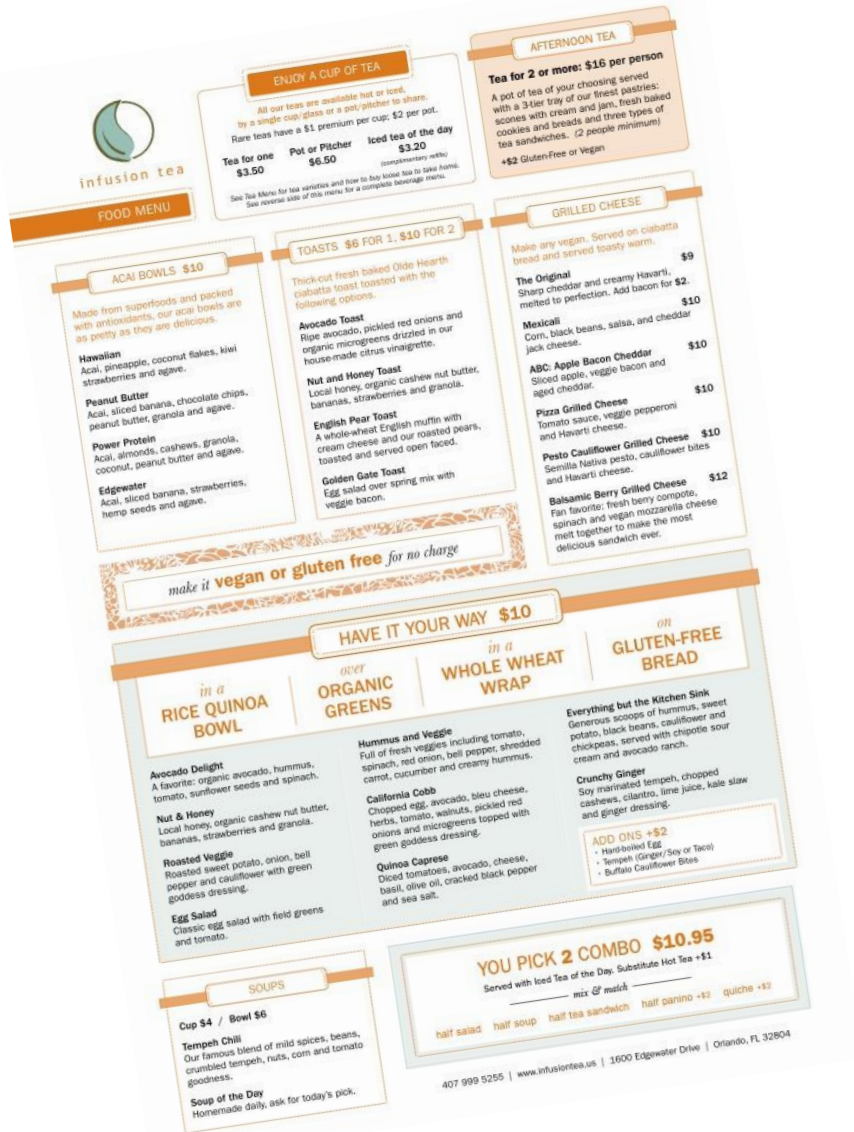 infusion tea
FOOD MENU
ENJOY A CUP OF TEA
All our teas are available hot or iced,
by a single cup/glass or a pot/pitcher to share.
Rare teas have a $1 premium per cup; $2 per pot.
Tea for one
$3.50
Pot or Pitcher
$6.50
Iced tea of the day
$3.20
(complimentary refills)
See Tea Menu for tea varieties and how to buy loose tea to take home.
See reverse side of this menu for a complete beverage menu.
AFTERNOON TEA
Tea for 2 or more: $16 per person
A pot of tea of your choosing served
with a 3-tier tray of our finest pastries:
scones with cream and jam, fresh baked
cookies and breads and three types of
tea sandwiches. (2 people minimum)
+$2 Gluten-Free or Vegan
ACAI BOWLS $10
Made from superfoods and packed
with antioxidants, our acai bowls are
as pretty as they are delicious.
Hawaiian
Acai, pineapple, coconut flakes, kiwi
strawberries and agave.
Peanut Butter
Acai, sliced banana, chocolate chips,
peanut butter, granola and agave.
Power Protein
Acai, almonds, cashews, granola,
coconut, peanut butter and agave.
Edgewater
Acai, sliced banana, strawberries,
hemp seeds and agave.
TOASTS $6 FOR 1, $10 FOR 2
Thick-cut fresh baked Olde Hearth
ciabatta toast toasted with the
following options.
Avocado Toast
Ripe avocado, pickled red onions and
organic microgreens drizzled in our
house-made citrus vinaigrette.
Nut and Honey Toast
Local honey, organic cashew nut butter,
bananas, strawberries and granola.
English Pear Toast
A whole-wheat English muffin with
cream cheese and our roasted pears,
toasted and served open faced.
Golden Gate Toast
Egg salad over spring mix with
veggie bacon.
GRILLED CHEESE
Make any vegan. Served on ciabatta
bread and served toasty warm.
The Original $9
Sharp cheddar and creamy Havarti,
melted to perfection. Add bacon for $2.
Mexicali $10
Corn, black beans, salsa, and cheddar
jack cheese.
ABC: Apple Bacon Cheddar $10
Sliced apple, veggie bacon and
aged cheddar.
Pizza Grilled Cheese $10
Tomato sauce, veggie pepperoni
and Havarti cheese.
Pesto Cauliflower Grilled Cheese $10
Semilla Nativa pesto, cauliflower bites
and Havarti cheese.
Balsamic Berry Grilled Cheese $12
Fan favorite: fresh berry compote,
spinach and vegan mozzarella cheese
melt together to make the most
delicious sandwich ever.
make it vegan or gluten free for no charge
HAVE IT YOUR WAY $10
in a
RICE QUINOA
BOWL
over
ORGANIC
GREENS
in a
WHOLE WHEAT
WRAP
on
GLUTEN-FREE
BREAD
Avocado Delight
A favorite: organic avocado, hummus,
tomato, sunflower seeds and spinach.
Nut & Honey
Local honey, organic cashew nut butter,
bananas, strawberries and granola.
Roasted Veggie
Roasted sweet potato, onion, bell
pepper and cauliflower with green
goddess dressing.
Egg Salad
Classic egg salad with field greens
and tomato.
Hummus and Veggie
Full of fresh veggies including tomato,
spinach, red onion, bell pepper, shredded
carrot, cucumber and creamy hummus.
California Cobb
Chopped egg, avocado, bleu cheese,
herbs, tomato, walnuts, pickled red
onions and microgreens topped with
green goddess dressing.
Quinoa Caprese
Diced tomatoes, avocado, cheese,
basil, olive oil, cracked black pepper
and sea salt.
Everything but the Kitchen Sink
Generous scoops of hummus, sweet
potato, black beans, cauliflower and
chickpeas, served with chipotle sour
cream and avocado ranch.
Crunchy Ginger
Soy marinated tempeh, chopped
cashews, cilantro, lime juice, kale slaw
and ginger dressing.
ADD ONS +$2
• Hard-boiled Egg
• Tempeh (Ginger/Soy or Taco)
• Buffalo Cauliflower Bites
SOUPS
Cup $4 / Bowl $6
Tempeh Chili
Our famous blend of mild spices, beans,
crumbled tempeh, nuts, corn and tomato
goodness.
Soup of the Day
Homemade daily, ask for today's pick.
YOU PICK 2 COMBO $10.95
Served with Iced Tea of the Day. Substitute Hot Tea +$1
mix & match
half salad half soup half tea sandwich half panino +$2 quiche +$2
407 999 5255 | www.infusiontea.us | 1600 Edgewater Drive | Orlando, FL 32804